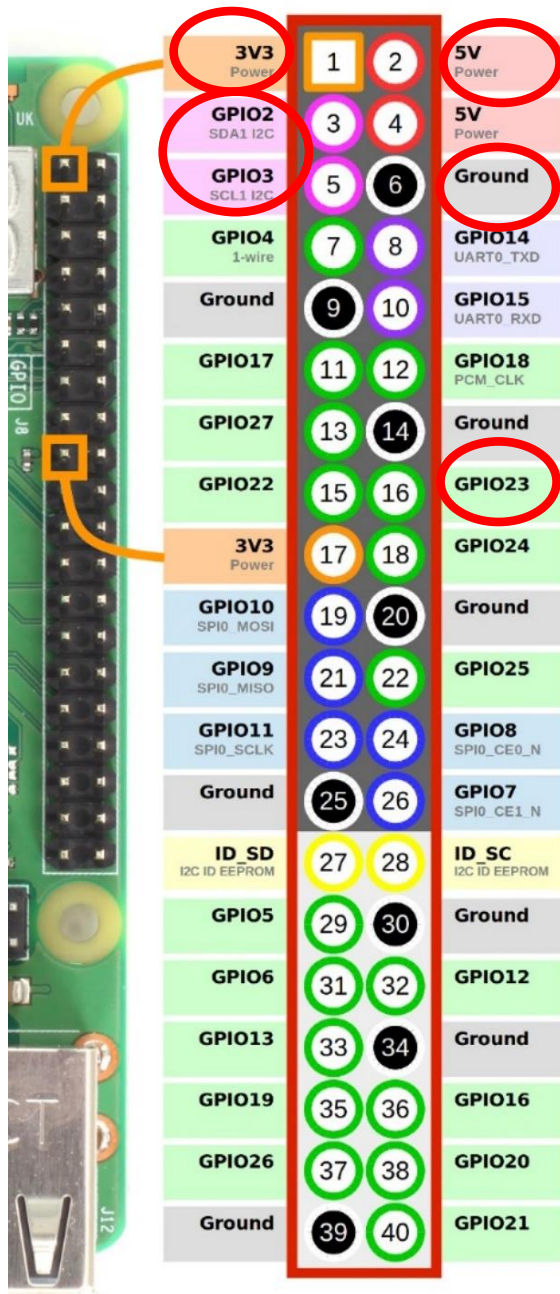 UK
GPIO
J8
CT
J12
3V3 1 2 5V
Power Power
GPIO2 3 4 5V
SDA1 I2C Power
GPIO3 5 6 Ground
SCL1 I2C
GPIO4 7 8 GPIO14
1-wire UART0_TXD
Ground 9 10 GPIO15
UART0_RXD
GPIO17 11 12 GPIO18
PCM_CLK
GPIO27 13 14 Ground
GPIO22 15 16 GPIO23
3V3 17 18 GPIO24
Power
GPIO10 19 20 Ground
SPI0_MOSI
GPIO9 21 22 GPIO25
SPI0_MISO
GPIO11 23 24 GPIO8
SPI0_SCLK SPI0_CE0_N
Ground 25 26 GPIO7
SPI0_CE1_N
ID_SD 27 28 ID_SC
I2C ID EEPROM I2C ID EEPROM
GPIO5 29 30 Ground
GPIO6 31 32 GPIO12
GPIO13 33 34 Ground
GPIO19 35 36 GPIO16
GPIO26 37 38 GPIO20
Ground 39 40 GPIO21